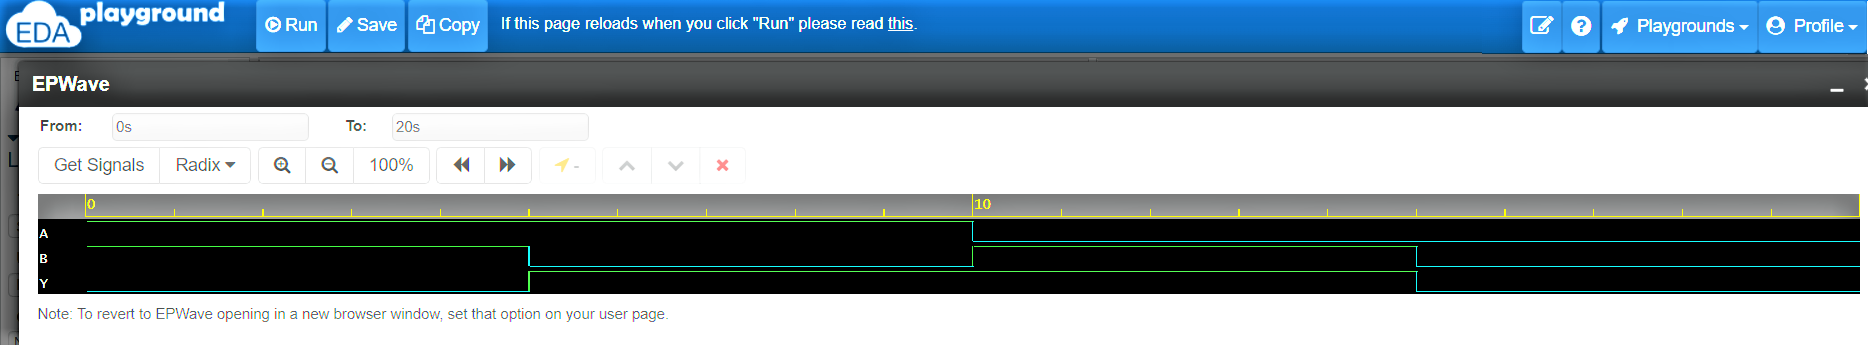 EDA playground
Run Save Copy If this page reloads when you click "Run" please read this. Playgrounds Profile
EPWave
From: 0s To: 20s
Get Signals Radix 100% -
0 10
A
B
Y
Note: To revert to EPWave opening in a new browser window, set that option on your user page.